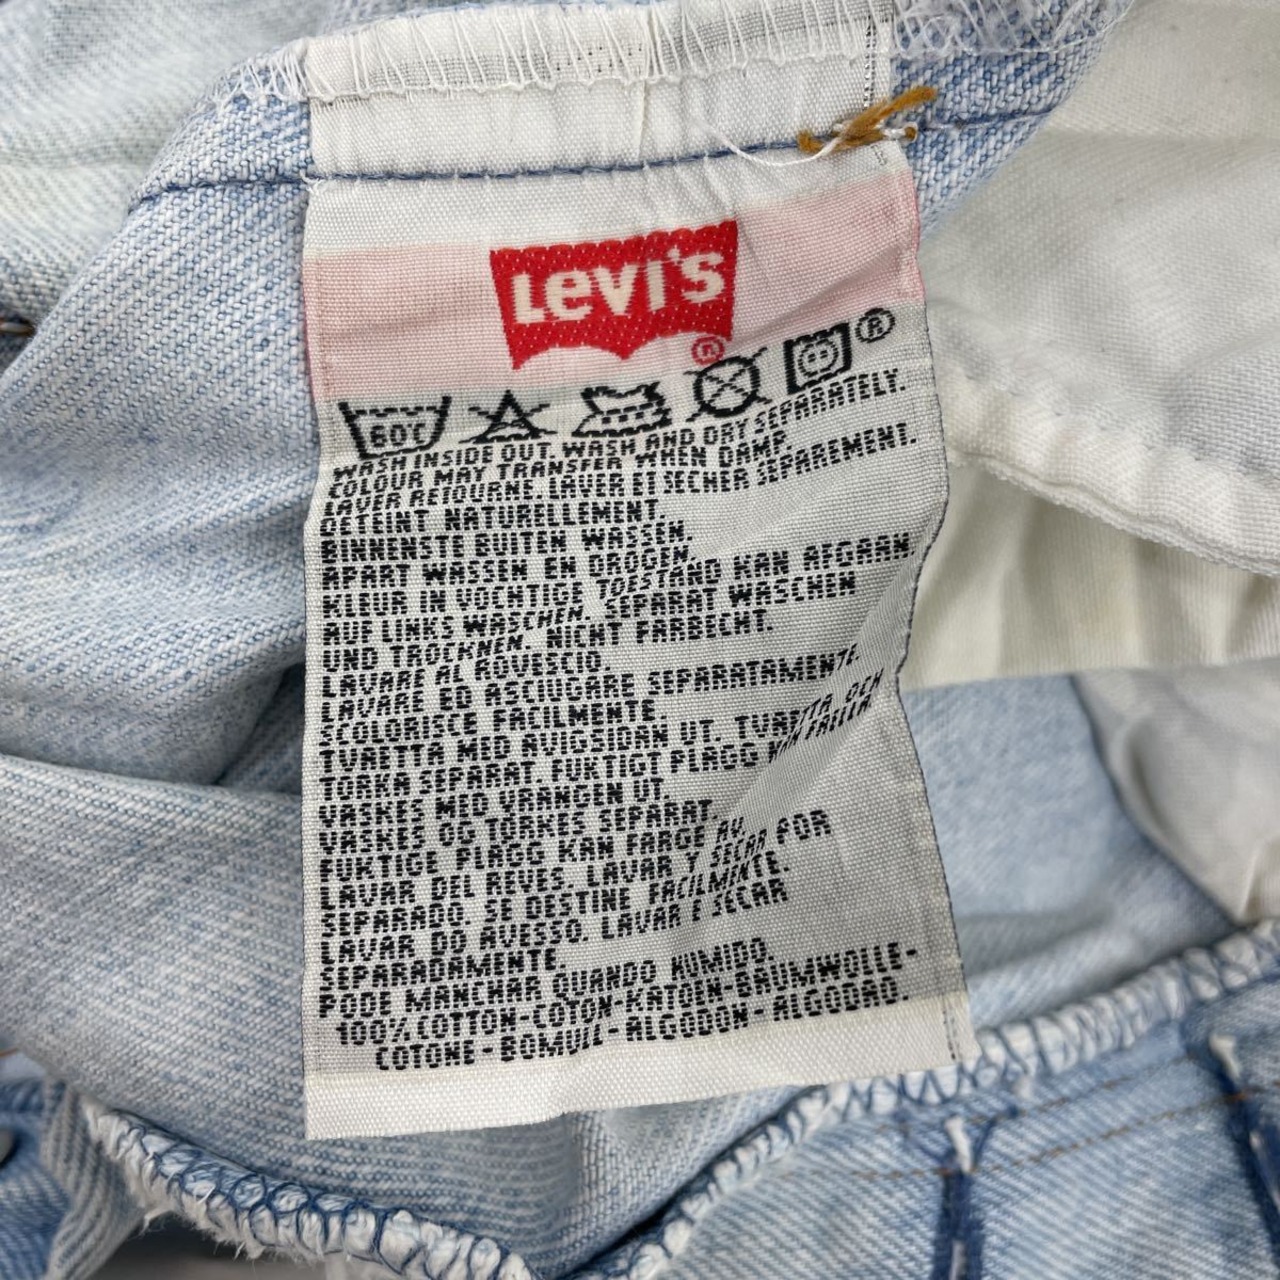 Levi's
®
60C ®
WASH INSIDE OUT. WASH AND DRY SEPARATELY.
COLOUR MAY TRANSFER WHEN DAMP.
LAVER RETOURNE. LAVER ET SECHER SEPAREMENT.
DETEINT NATURELLEMENT.
BINNENSTE BUITEN WASSEN.
APART WASSEN EN DROGEN.
KLEUR IN VOCHTIGE TOESTAND KAN AFGAAN.
AUF LINKS WASCHEN. SEPARAT WASCHEN
UND TROCKNEN. NICHT FARBECHT.
LAVARE AL ROVESCIO.
LAVARE ED ASCIUGARE SEPARATAMENTE.
SCOLORISCE FACILMENTE.
TVAETTA MED AVIGSIDAN UT. TVAETTA OCH
TORKA SEPARAT. FUKTIGT PLAGG KAN FAELLA.
VASKES MED VRANGEN UT.
VASKES OG TORKES SEPARAT.
FUKTIGE PLAGG KAN FARGE AV.
LAVAR DEL REVES. LAVAR Y SECAR POR
SEPARADO. SE DESTINE FACILMENTE.
LAVAR DO AVESSO. LAVAR E SECAR
SEPARADAMENTE.
PODE MANCHAR QUANDO HUMIDO.
100% COTTON-COTON-KATOEN-BAUMWOLLE-
COTONE-BOMULL-ALGODON-ALGODAO.